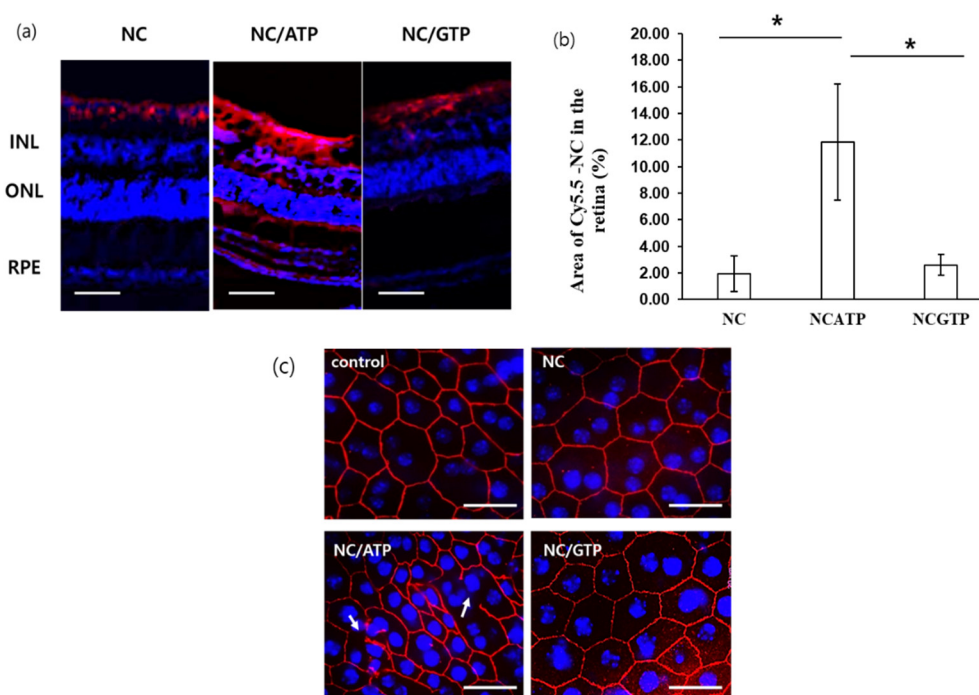 (a)
NC NC/ATP NC/GTP
INL
ONL
RPE
(b)
* *
Area of Cy5.5 -NC in the
retina (%)
20.00
18.00
16.00
14.00
12.00
10.00
8.00
6.00
4.00
2.00
0.00
NC NCATP NCGTP
(c)
control NC
NC/ATP NC/GTP